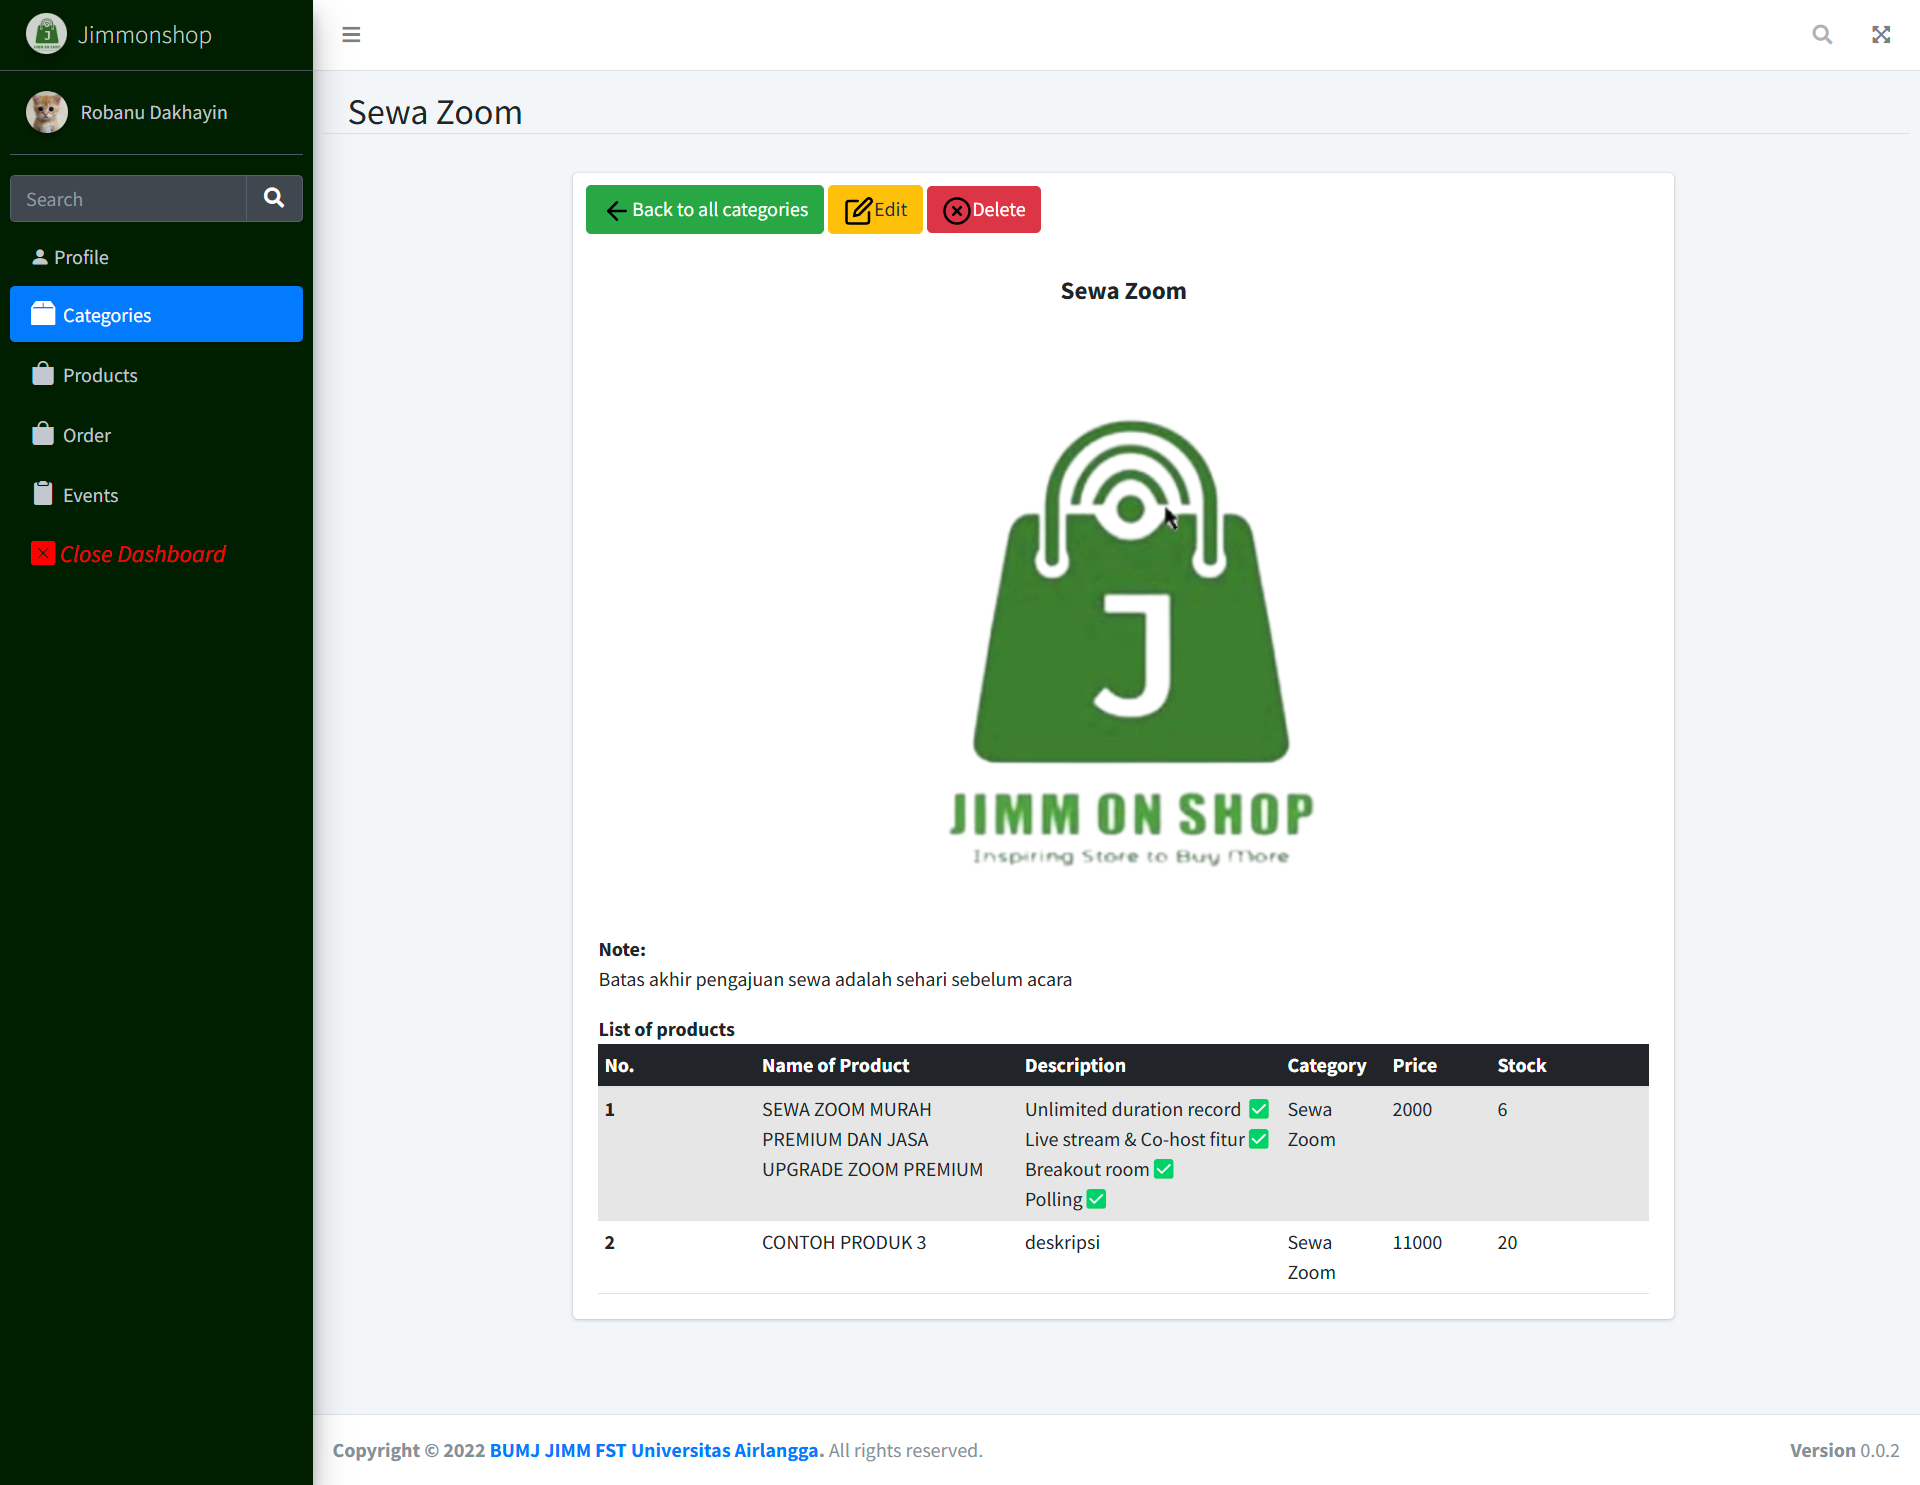 Jimmonshop
Robanu Dakhayin
Search
Profile
Categories
Products
Order
Events
Close Dashboard
Sewa Zoom
Back to all categories
Edit
Delete
Sewa Zoom
J
JIMM ON SHOP
Inspiring Store to Buy More
Note:
Batas akhir pengajuan sewa adalah sehari sebelum acara
List of products
No. Name of Product Description Category Price Stock
1 SEWA ZOOM MURAH Unlimited duration record ✅ Sewa 2000 6
PREMIUM DAN JASA Live stream & Co-host fitur ✅ Zoom
UPGRADE ZOOM PREMIUM Breakout room ✅
Polling ✅
2 CONTOH PRODUK 3 deskripsi Sewa 11000 20
Zoom
Copyright © 2022 BUMJ JIMM FST Universitas Airlangga. All rights reserved.
Version 0.0.2